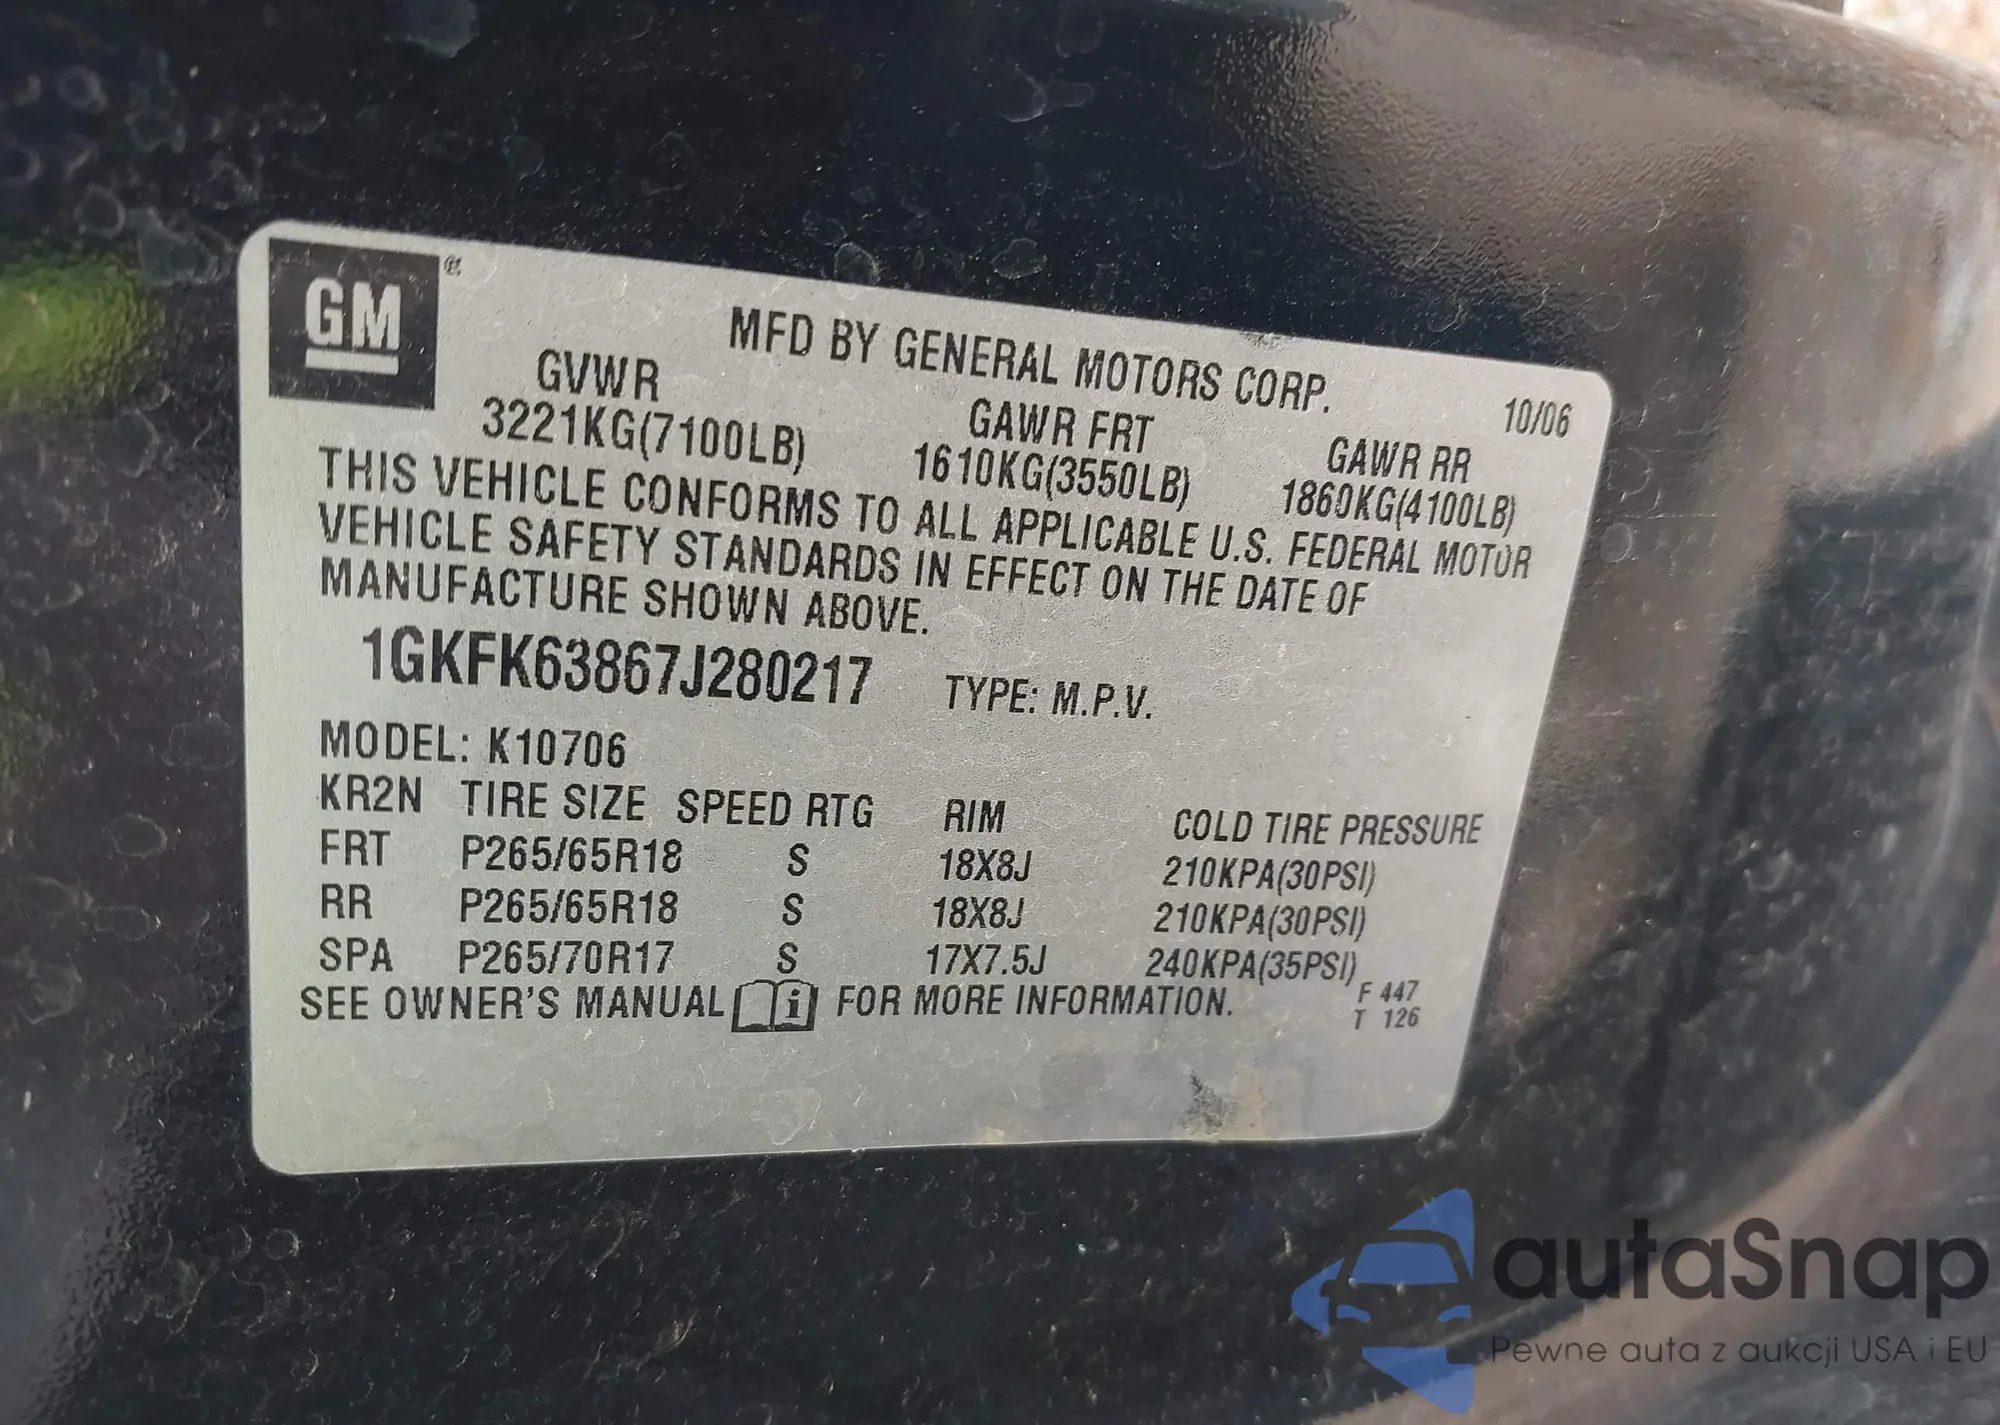 GM
MFD BY GENERAL MOTORS CORP.
10/06
GVWR GAWR FRT GAWR RR
3221KG(7100LB) 1610KG(3550LB) 1860KG(4100LB)
THIS VEHICLE CONFORMS TO ALL APPLICABLE U.S. FEDERAL MOTOR
VEHICLE SAFETY STANDARDS IN EFFECT ON THE DATE OF
MANUFACTURE SHOWN ABOVE.
1GKFK63867J280217 TYPE: M.P.V.
MODEL: K10706
KR2N TIRE SIZE SPEED RTG RIM COLD TIRE PRESSURE
FRT P265/65R18 S 18X8J 210KPA(30PSI)
RR P265/65R18 S 18X8J 210KPA(30PSI)
SPA P265/70R17 S 17X7.5J 240KPA(35PSI)
SEE OWNER'S MANUAL i FOR MORE INFORMATION.
F 447
T 126
autaSnap
Pewne auta z aukcji USA i EU